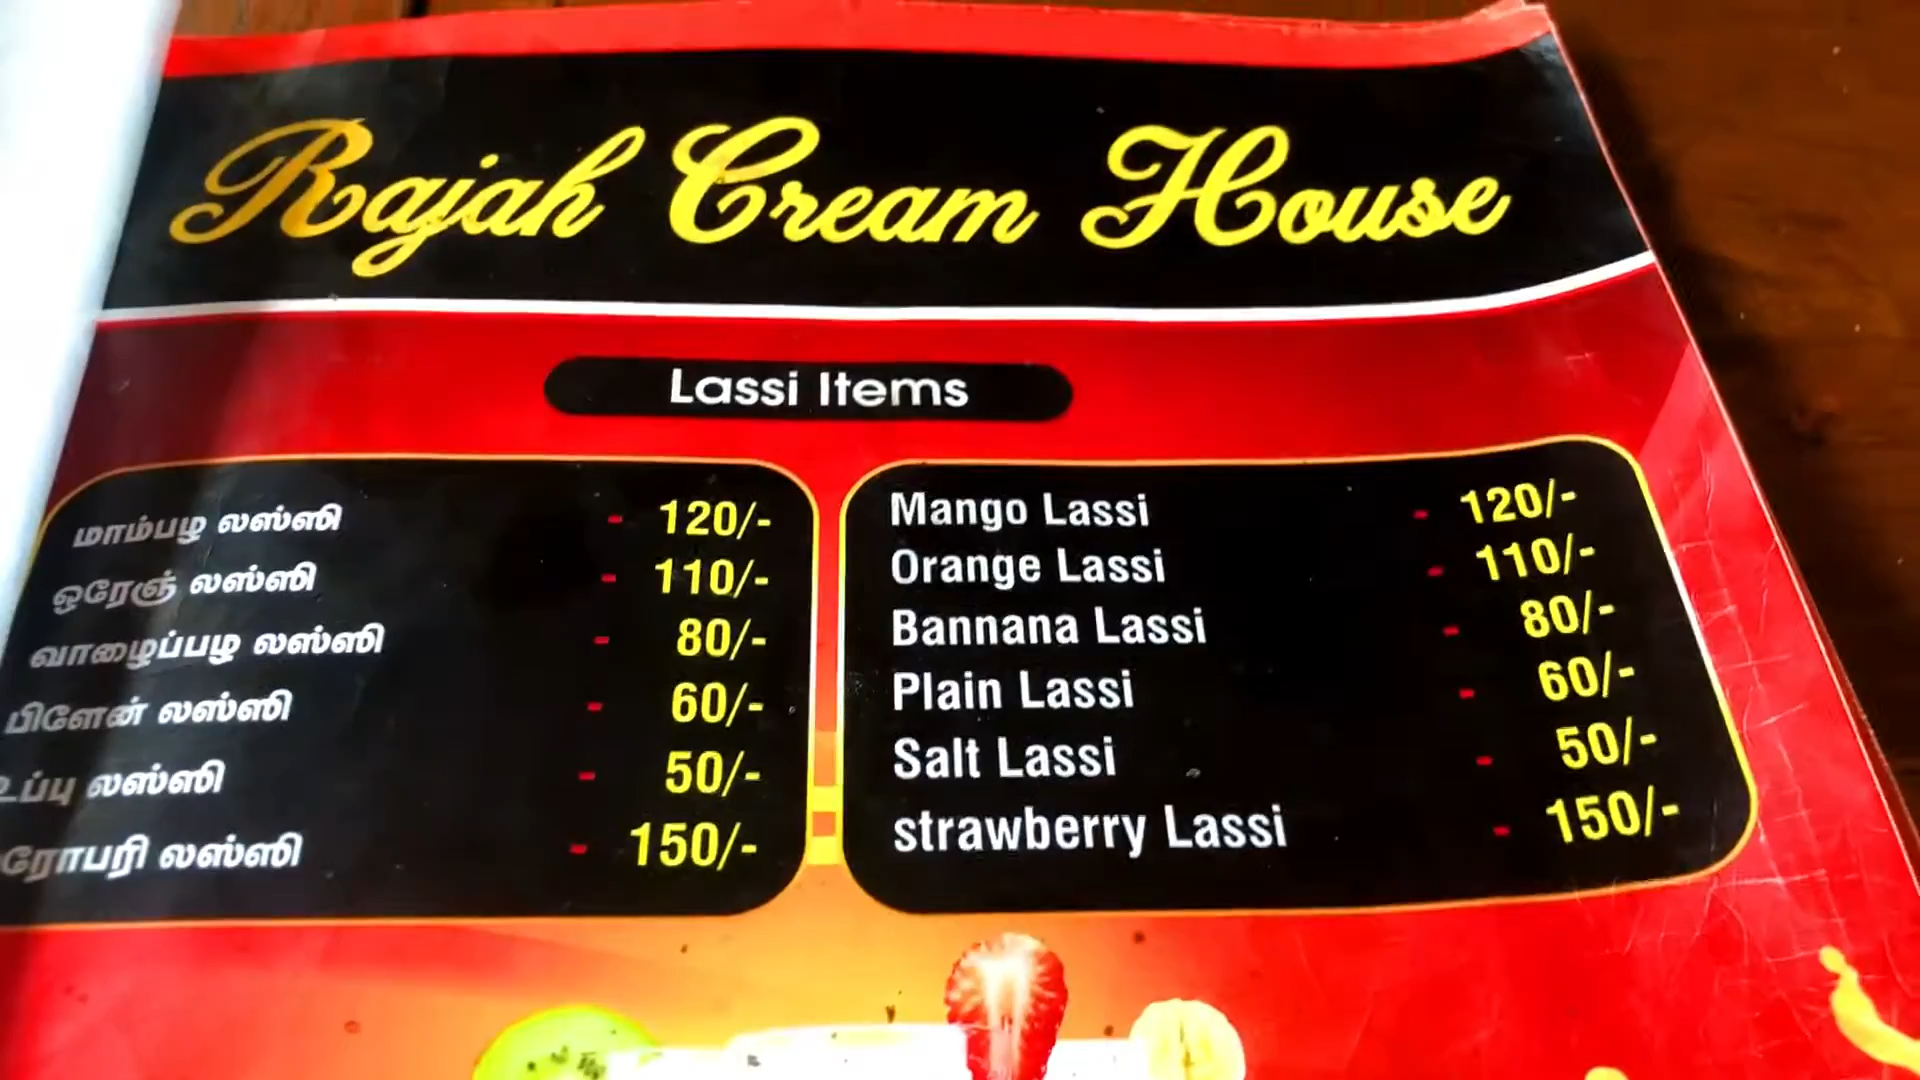 Rajah Cream House
Lassi Items
மாம்பழ லஸ்ஸி - 120/-
ஒரேஞ் லஸ்ஸி - 110/-
வாழைப்பழ லஸ்ஸி - 80/-
பிளேன் லஸ்ஸி - 60/-
உப்பு லஸ்ஸி - 50/-
லஸ்ஸி - 150/-
Mango Lassi - 120/-
Orange Lassi - 110/-
Bannana Lassi - 80/-
Plain Lassi - 60/-
Salt Lassi - 50/-
strawberry Lassi - 150/-